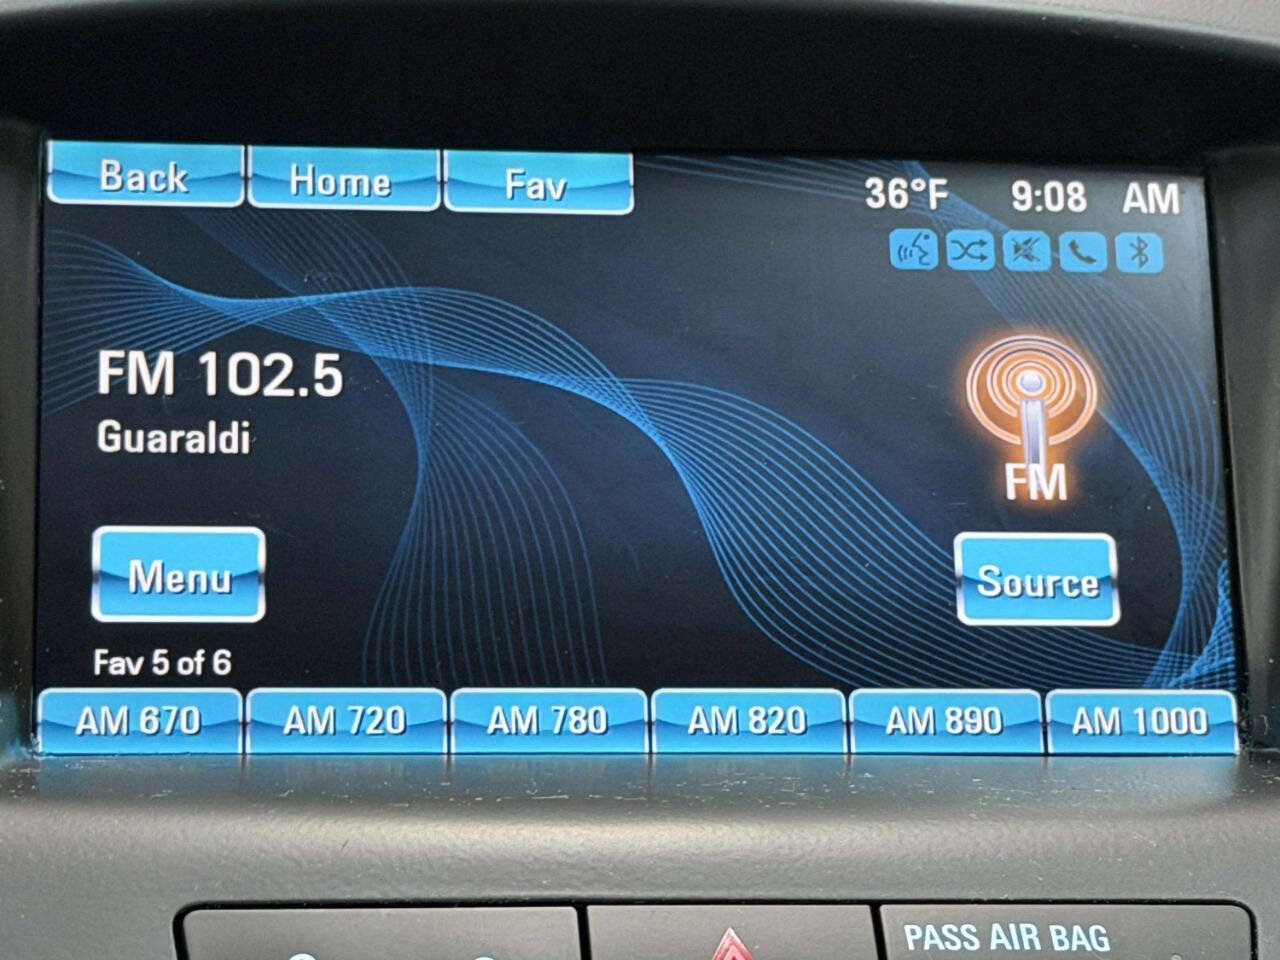 Back Home Fav
36°F 9:08 AM
FM 102.5
Guaraldi
FM
Menu
Source
Fav 5 of 6
AM 670 AM 720 AM 780 AM 820 AM 890 AM 1000
PASS AIR BAG